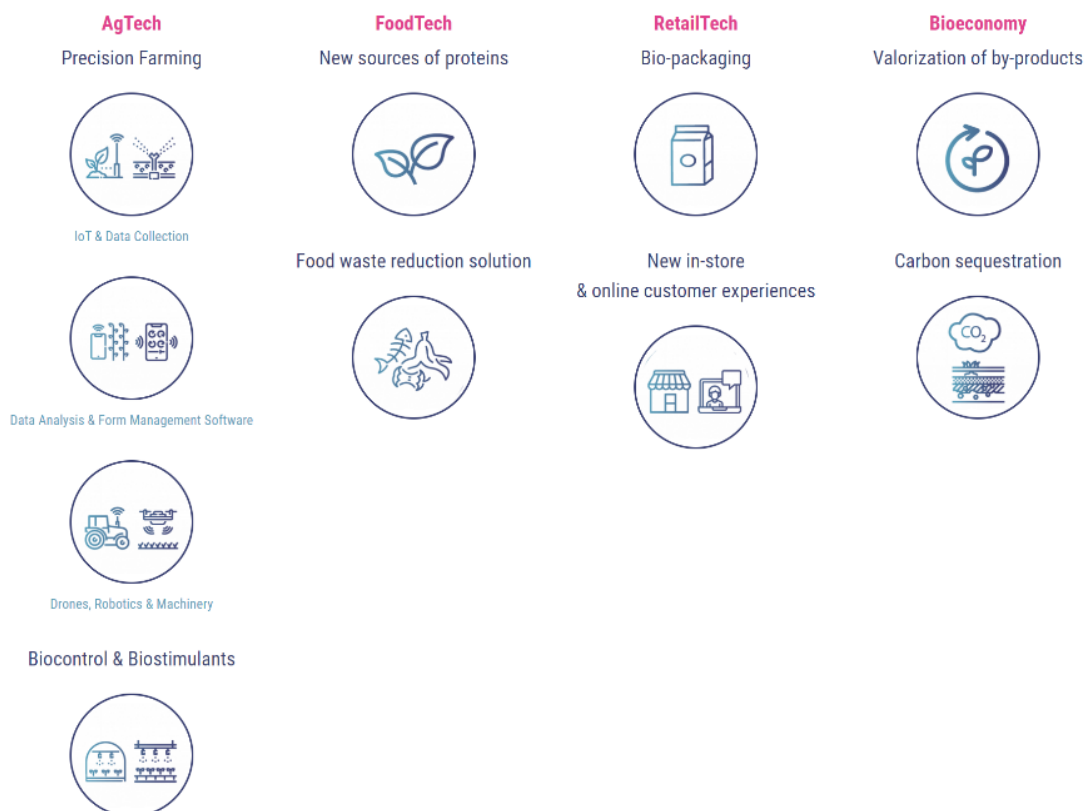 AgTech
Precision Farming
IoT & Data Collection
Data Analysis & Form Management Software
Drones, Robotics & Machinery
Biocontrol & Biostimulants
FoodTech
New sources of proteins
Food waste reduction solution
RetailTech
Bio-packaging
New in-store
& online customer experiences
Bioeconomy
Valorization of by-products
Carbon sequestration
CO₂